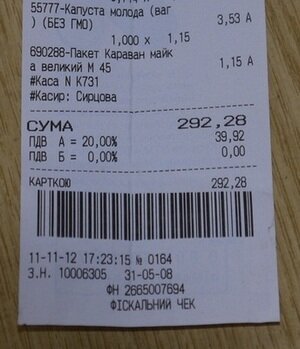 55777-Капуста молода (ваг
) (БЕЗ ГМО) 3,53 А
1,000 x 1,15
690288-Пакет Караван майк
а великий М 45 1,15 А
#Каса N К731
#Касир: Сирцова
СУМА 292,28
ПДВ А = 20,00% 39,92
ПДВ Б = 0,00% 0,00
КАРТКОЮ 292,28
11-11-12 17:23:15 № 0164
З.Н. 10006305 31-05-08
ФН 2665007694
ФІСКАЛЬНИЙ ЧЕК